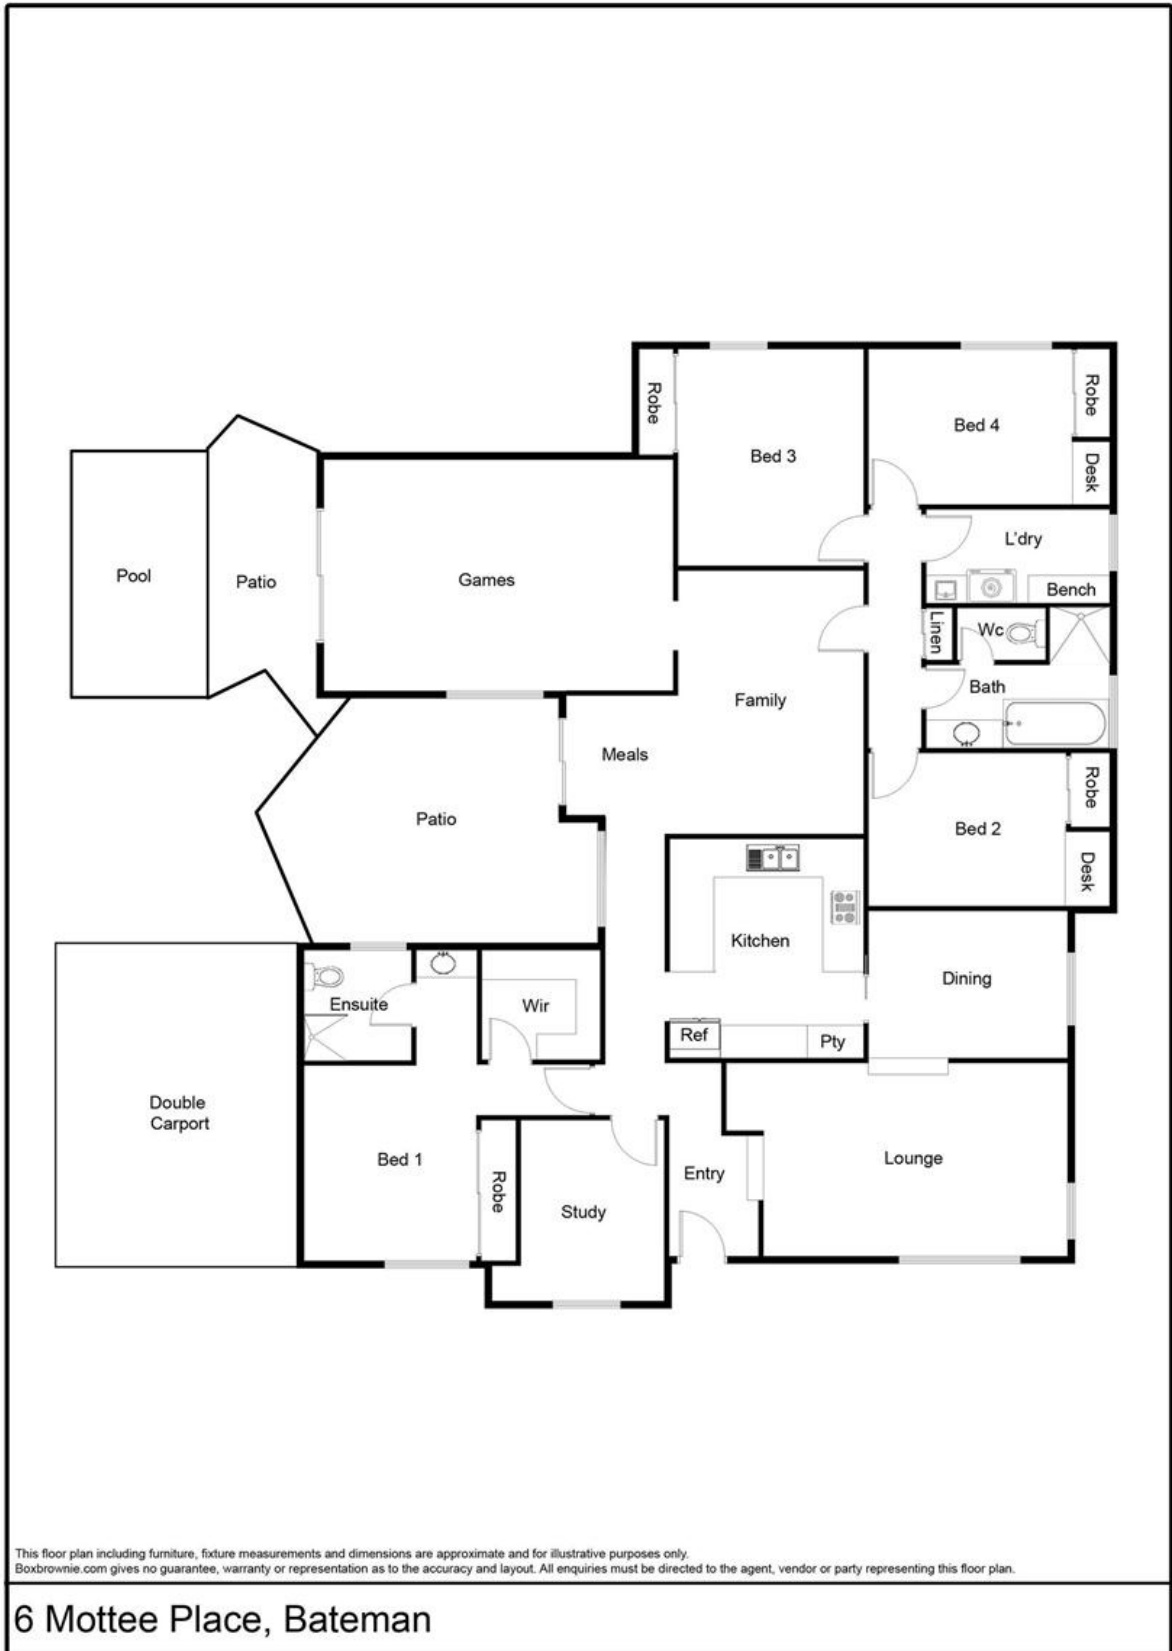 Robe
Bed 3
Bed 4
Robe
Desk
L'dry
Bench
Pool
Patio
Games
Linen
Wc
Bath
Family
Meals
Patio
Bed 2
Robe
Desk
Kitchen
Dining
Ensuite
Wir
Ref
Pty
Double
Carport
Bed 1
Robe
Study
Entry
Lounge
This floor plan including furniture, fixture measurements and dimensions are approximate and for illustrative purposes only.
Boxbrownie.com gives no guarantee, warranty or representation as to the accuracy and layout. All enquiries must be directed to the agent, vendor or party representing this floor plan.
6 Mottee Place, Bateman